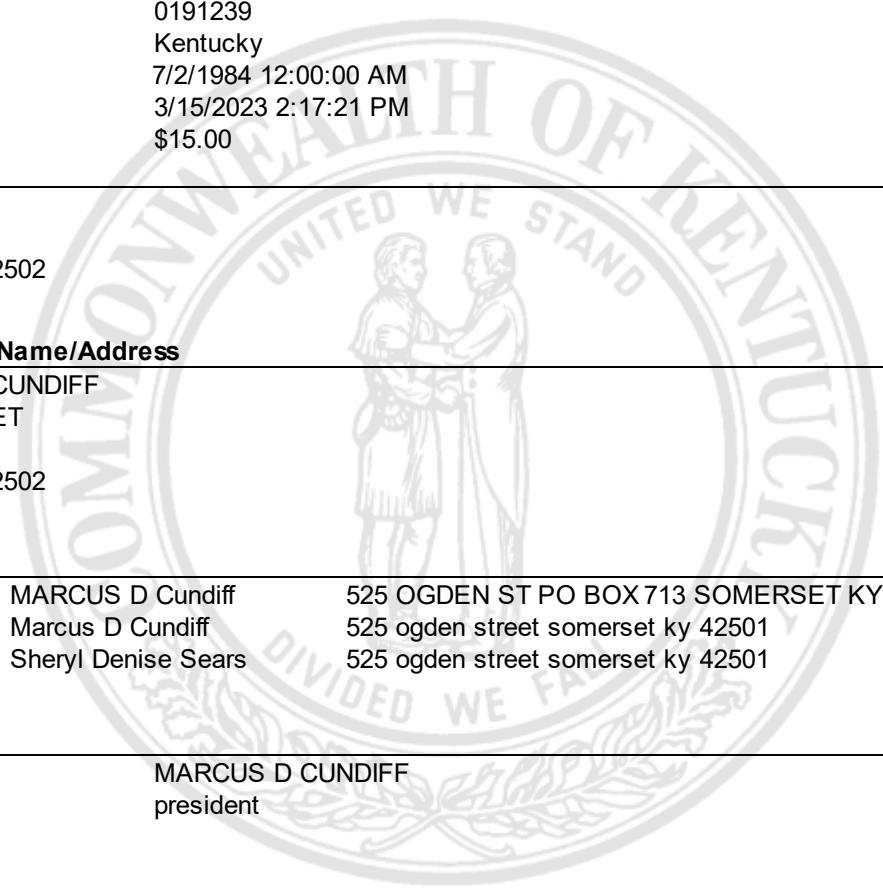 0191239
Kentucky
7/2/1984 12:00:00 AM
3/15/2023 2:17:21 PM
$15.00
COMMONWEALTH OF KENTUCKY
UNITED WE STAND
2502
Name/Address
CUNDIFF
ET
2502
MARCUS D Cundiff 525 OGDEN ST PO BOX 713 SOMERSET KY
Marcus D Cundiff 525 ogden street somerset ky 42501
Sheryl Denise Sears 525 ogden street somerset ky 42501
DIVIDED WE FALL
MARCUS D CUNDIFF
president